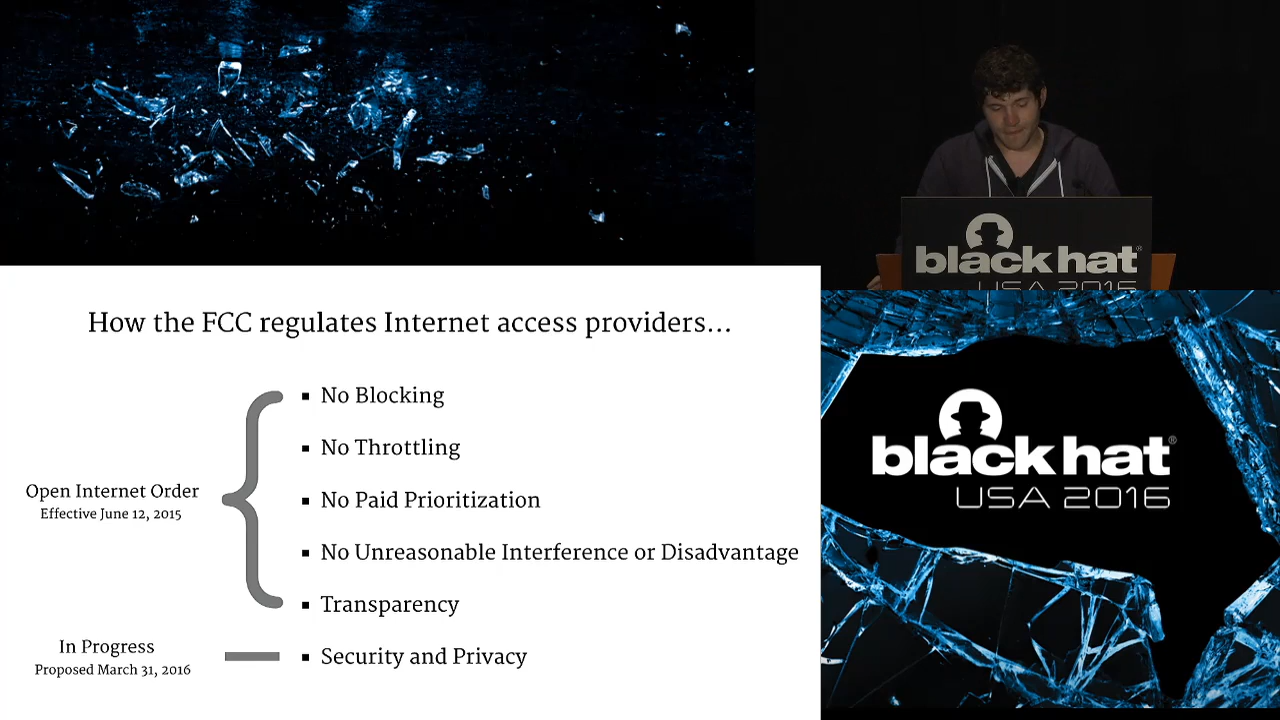 black hat®
USA 2016
How the FCC regulates Internet access providers...
▪ No Blocking
▪ No Throttling
Open Internet Order
Effective June 12, 2015
▪ No Paid Prioritization
▪ No Unreasonable Interference or Disadvantage
▪ Transparency
In Progress
Proposed March 31, 2016
▪ Security and Privacy
black hat®
USA 2016